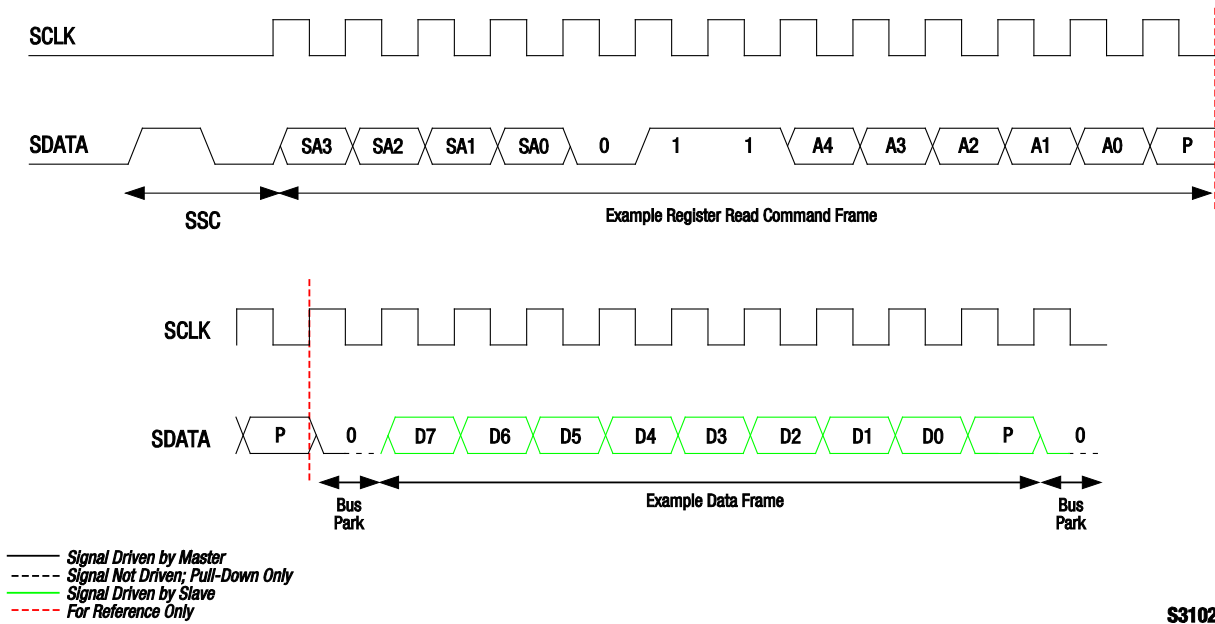 SCLK
SDATA SA3 SA2 SA1 SA0 0 1 1 A4 A3 A2 A1 A0 P
SSC
Example Register Read Command Frame
SCLK
SDATA P 0 D7 D6 D5 D4 D3 D2 D1 D0 P 0
Bus
Park
Example Data Frame
Bus
Park
Signal Driven by Master
Signal Not Driven; Pull-Down Only
Signal Driven by Slave
For Reference Only
S3102